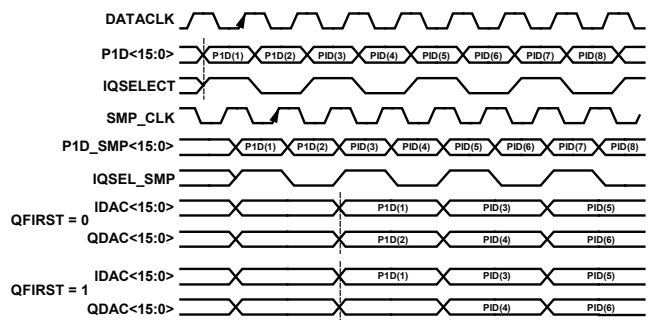 DATACLK
P1D<15:0> P1D(1) P1D(2) PID(3) PID(4) PID(5) PID(6) PID(7) PID(8)
IQSELECT
SMP_CLK
P1D_SMP<15:0> P1D(1) P1D(2) PID(3) PID(4) PID(5) PID(6) PID(7) PID(8)
IQSEL_SMP
QFIRST = 0
IDAC<15:0> P1D(1) PID(3) PID(5)
QDAC<15:0> P1D(2) PID(4) PID(6)
QFIRST = 1
IDAC<15:0> P1D(1) PID(3) PID(5)
QDAC<15:0> PID(4) PID(6)